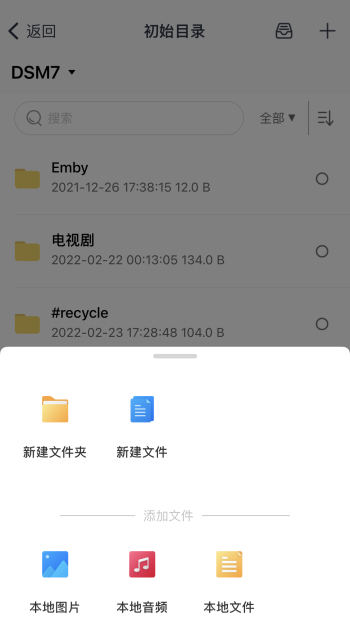 返回 初始目录
DSM7
搜索 全部
Emby
2021-12-26 17:38:15 12.0 B
电视剧
2022-02-22 00:13:05 134.0 B
#recycle
2022-02-23 17:28:48 104.0 B
新建文件夹 新建文件
添加文件
本地图片 本地音频 本地文件